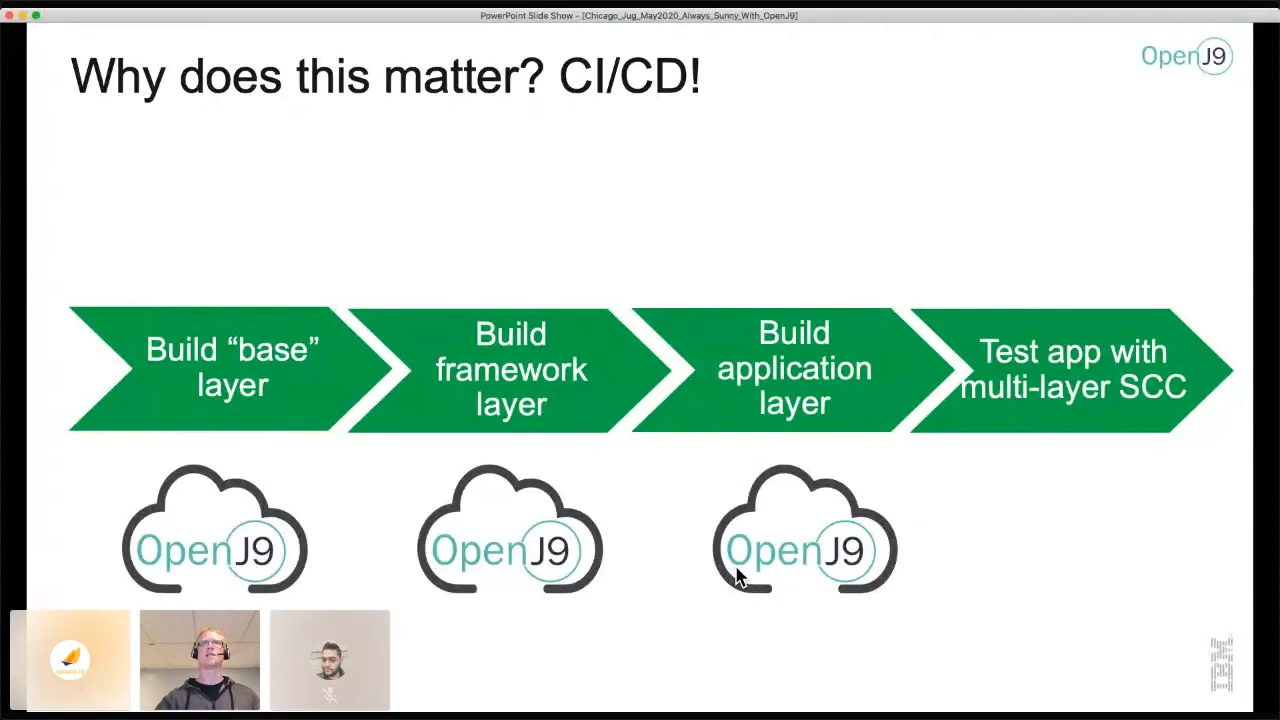 PowerPoint Slide Show - [Chicago_Jug_May2020_Always_Sunny_With_OpenJ9]
Why does this matter? CI/CD!
OpenJ9
Build “base”
layer
Build
framework
layer
Build
application
layer
Test app with
multi-layer SCC
OpenJ9
OpenJ9
OpenJ9
IBM